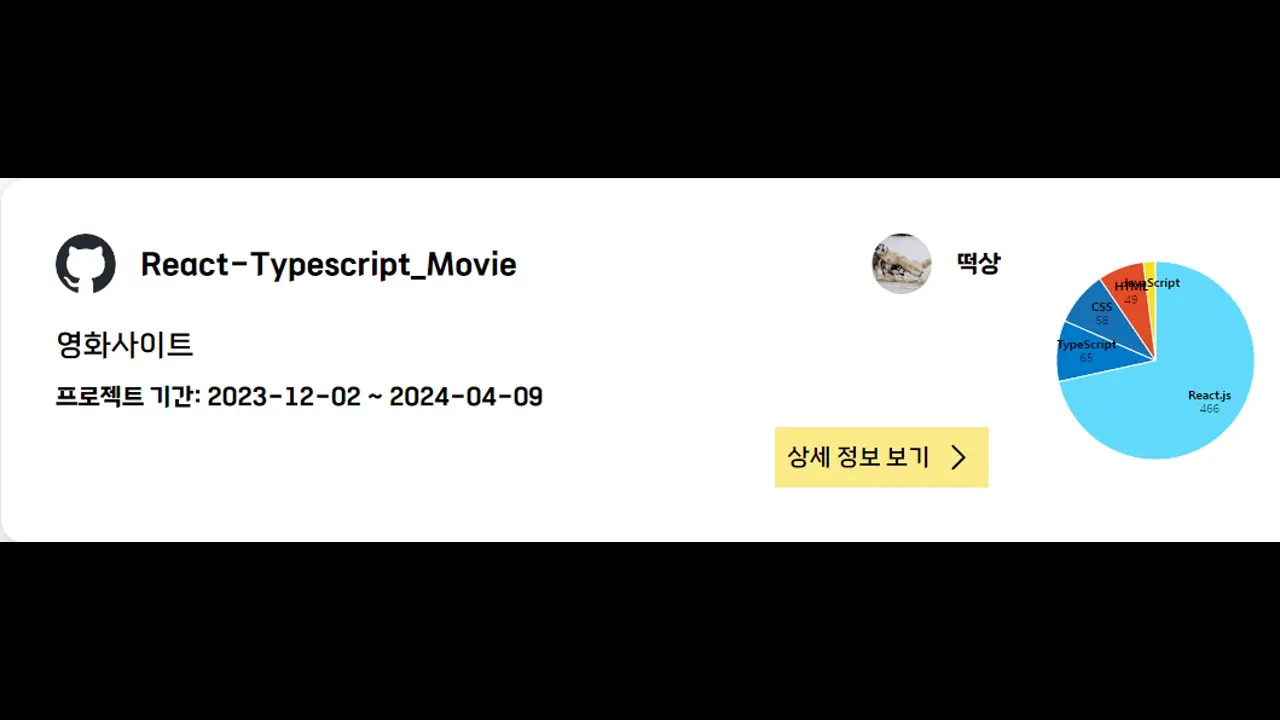 React-Typescript_Movie
떡상
영화사이트
프로젝트 기간: 2023-12-02 ~ 2024-04-09
상세 정보 보기
JavaScript
HTML
49
CSS
58
TypeScript
65
React.js
466